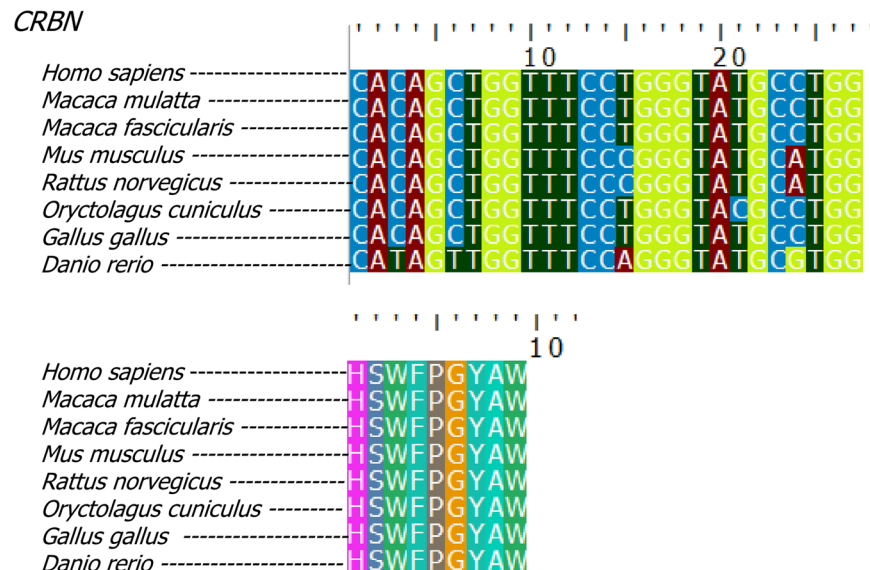 CRBN
10 20
Homo sapiens CACAGCTGGTTTCCTGGGTATGCCTGG
Macaca mulatta CACAGCTGGTTTCCTGGGTATGCCTGG
Macaca fascicularis CACAGCTGGTTTCCTGGGTATGCCTGG
Mus musculus CACAGCTGGTTTCCCGGGTATGCATGG
Rattus norvegicus CACAGCTGGTTTCCCGGGTATGCATGG
Oryctolagus cuniculus CACAGCTGGTTTCCTGGGTACGCCTGG
Gallus gallus CACAGCTGGTTTCCTGGGTATGCCTGG
Danio rerio CATAGTTGGTTTCCAGGGTATGCGTGG
10
Homo sapiens HSWFPGYAW
Macaca mulatta HSWFPGYAW
Macaca fascicularis HSWFPGYAW
Mus musculus HSWFPGYAW
Rattus norvegicus HSWFPGYAW
Oryctolagus cuniculus HSWFPGYAW
Gallus gallus HSWFPGYAW
Danio rerio HSWFPGYAW